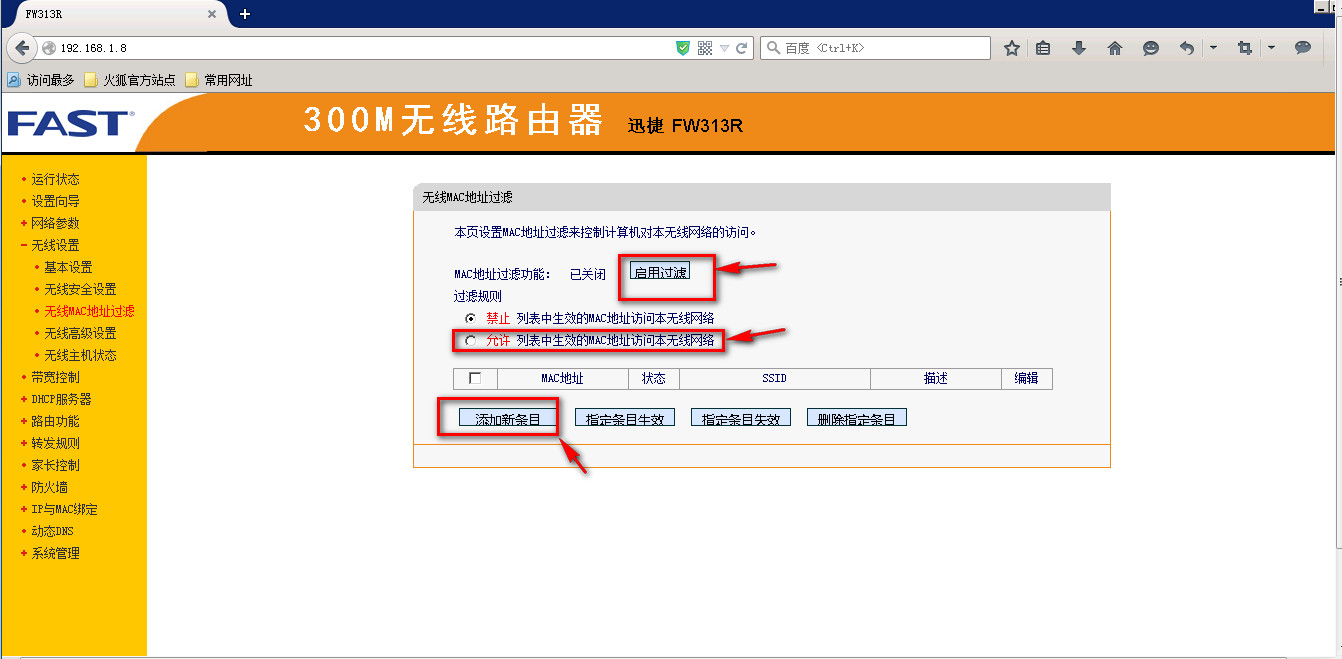 FW313R
192.168.1.8
百度 <Ctrl+K>
访问最多 火狐官方站点 常用网址
FAST® 300M无线路由器 迅捷 FW313R
运行状态
设置向导
网络参数
无线设置
基本设置
无线安全设置
无线MAC地址过滤
无线高级设置
无线主机状态
带宽控制
DHCP服务器
路由功能
转发规则
家长控制
防火墙
IP与MAC绑定
动态DNS
系统管理
无线MAC地址过滤
本页设置MAC地址过滤来控制计算机对本无线网络的访问。
MAC地址过滤功能: 已关闭 启用过滤
过滤规则
禁止 列表中生效的MAC地址访问本无线网络
允许 列表中生效的MAC地址访问本无线网络
MAC地址 状态 SSID 描述 编辑
添加新条目 指定条目生效 指定条目失效 删除指定条目